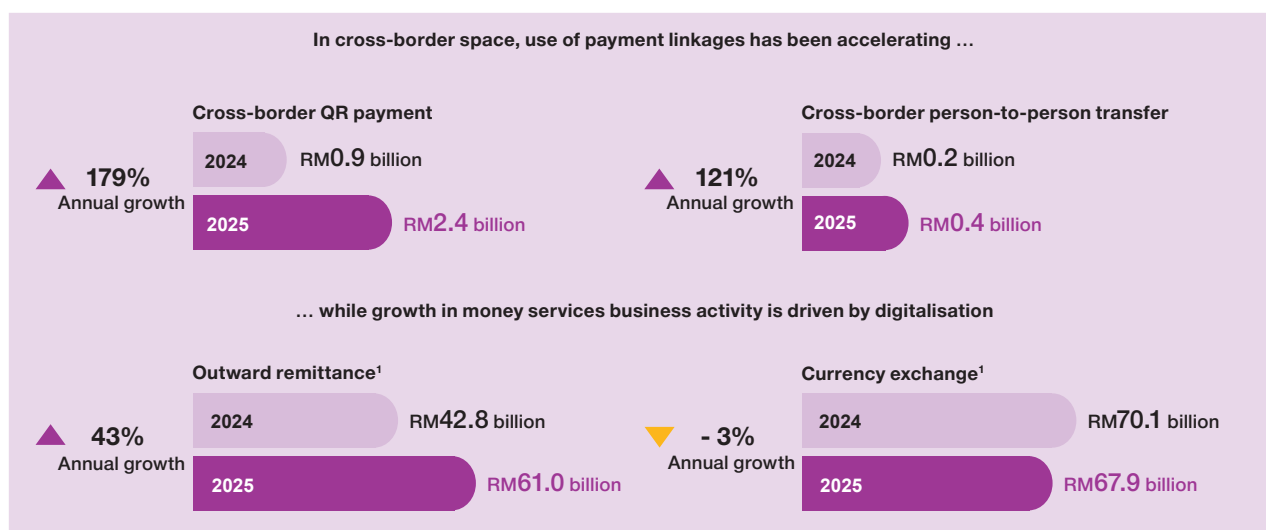 In cross-border space, use of payment linkages has been accelerating …
Cross-border QR payment
2024 RM0.9 billion
179%
Annual growth
2025 RM2.4 billion
Cross-border person-to-person transfer
2024 RM0.2 billion
121%
Annual growth
2025 RM0.4 billion
… while growth in money services business activity is driven by digitalisation
Outward remittance¹
2024 RM42.8 billion
43%
Annual growth
2025 RM61.0 billion
Currency exchange¹
2024 RM70.1 billion
- 3%
Annual growth
2025 RM67.9 billion